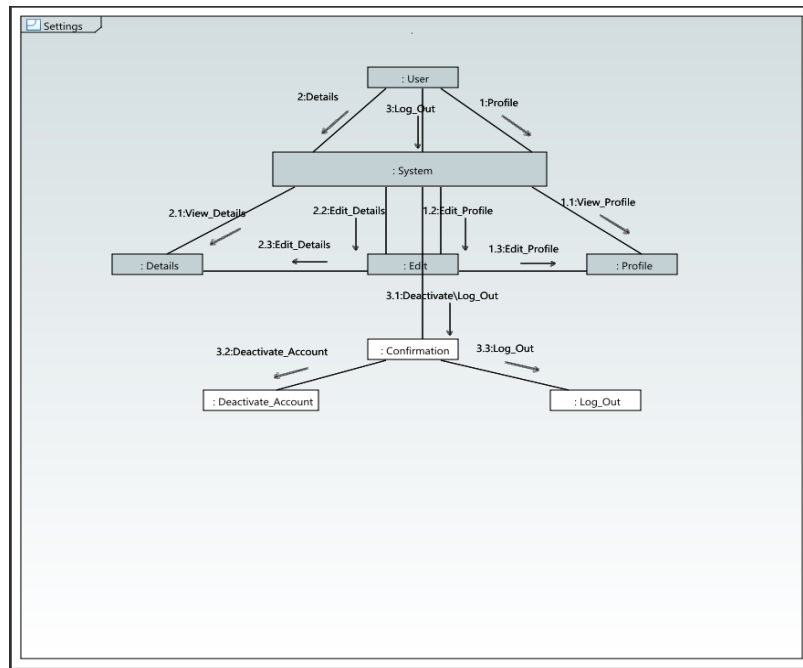 Settings
: User
2:Details
3:Log_Out
1:Profile
: System
2.1:View_Details
2.2:Edit_Details
1.2:Edit_Profile
1.1:View_Profile
2.3:Edit_Details
1.3:Edit_Profile
: Details
: Edit
: Profile
3.1:Deactivate\Log_Out
3.2:Deactivate_Account
: Confirmation
3.3:Log_Out
: Deactivate_Account
: Log_Out